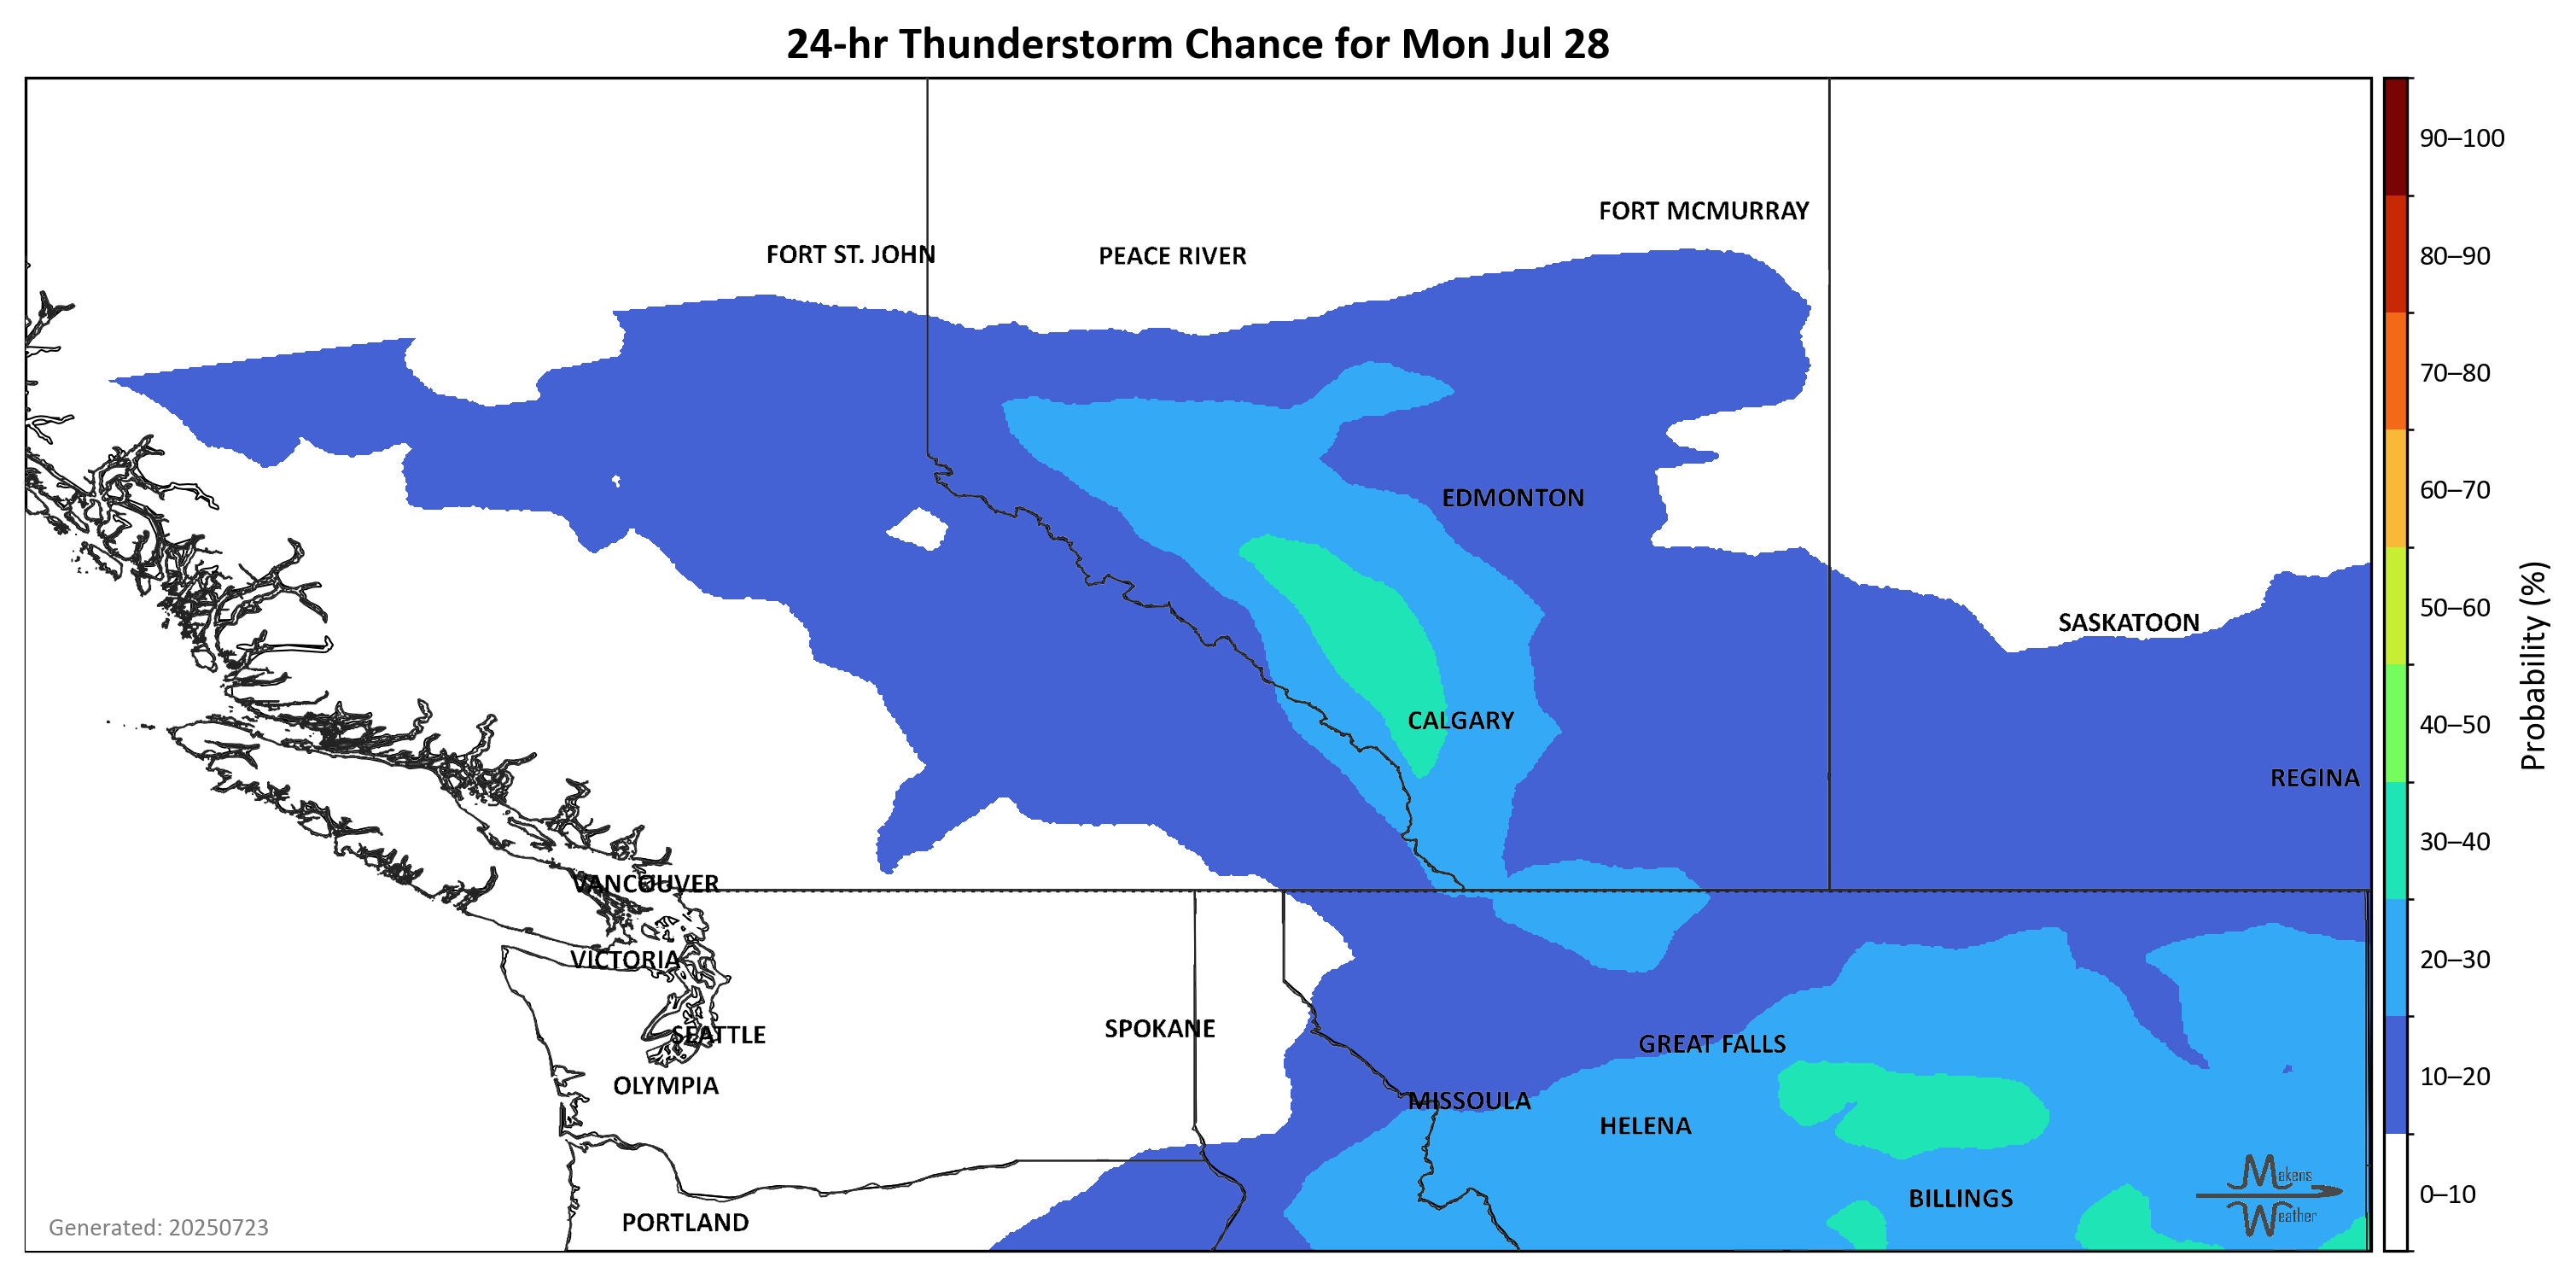 24-hr Thunderstorm Chance for Mon Jul 28
FORT MCMURRAY
FORT ST. JOHN
PEACE RIVER
EDMONTON
SASKATOON
CALGARY
REGINA
VANCOUVER
VICTORIA
SEATTLE
SPOKANE
GREAT FALLS
OLYMPIA
MISSOULA
HELENA
BILLINGS
PORTLAND
Makens
Weather
Generated: 20250723
90–100
80–90
70–80
60–70
50–60
40–50
30–40
20–30
10–20
0–10
Probability (%)